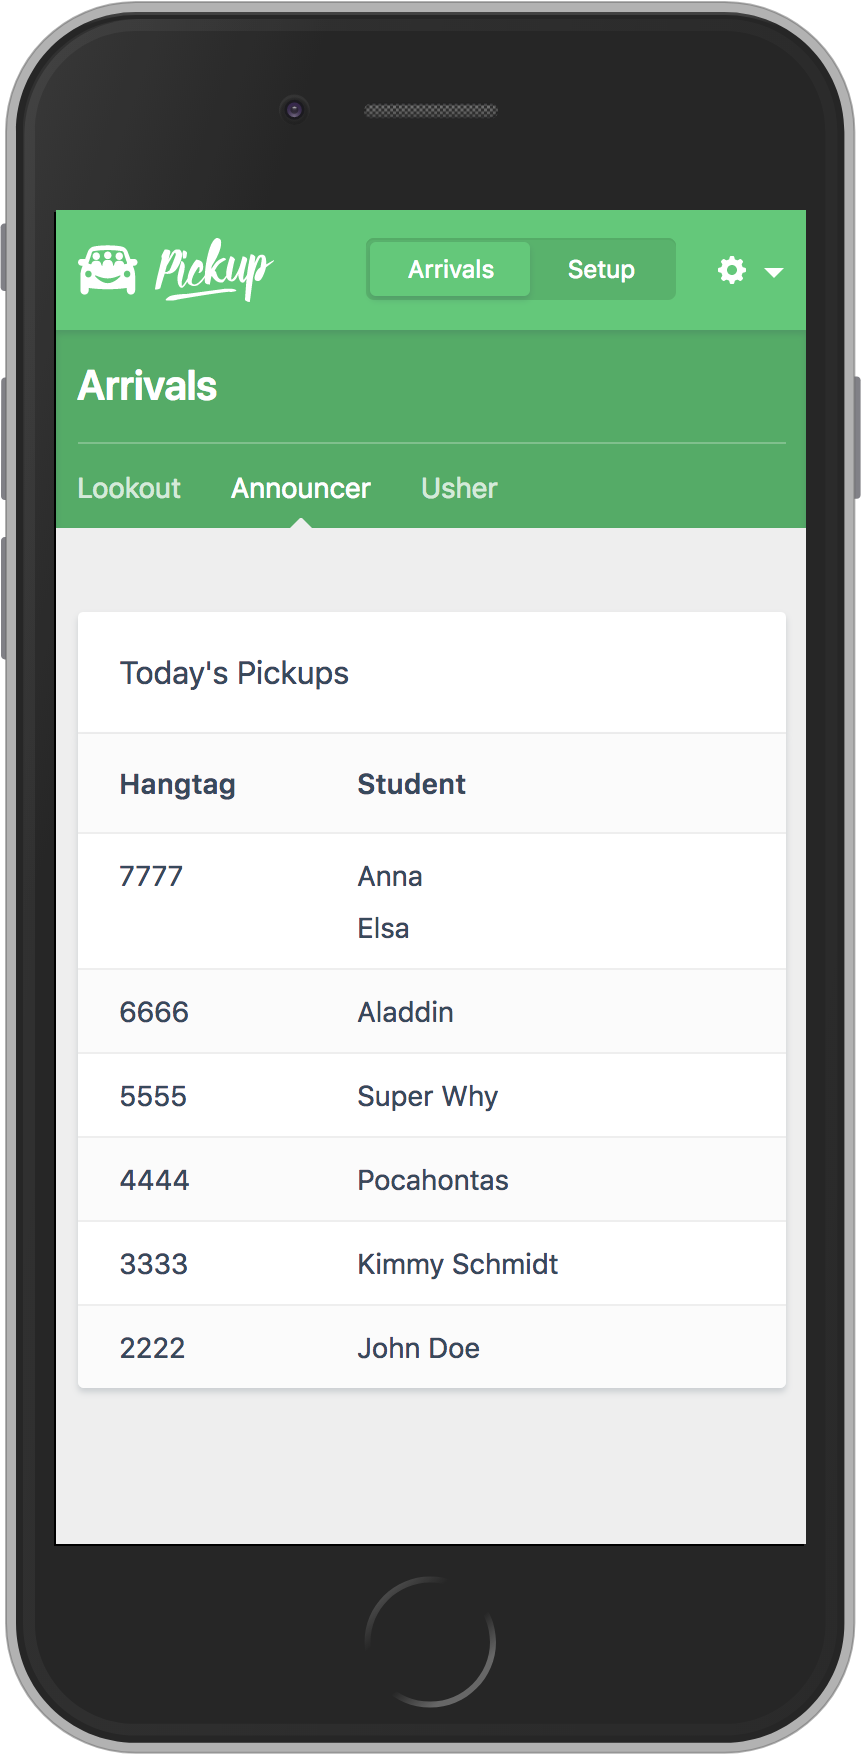 Pickup Arrivals Setup
Arrivals
Lookout Announcer Usher
Today's Pickups
Hangtag Student
7777 Anna
Elsa
6666 Aladdin
5555 Super Why
4444 Pocahontas
3333 Kimmy Schmidt
2222 John Doe